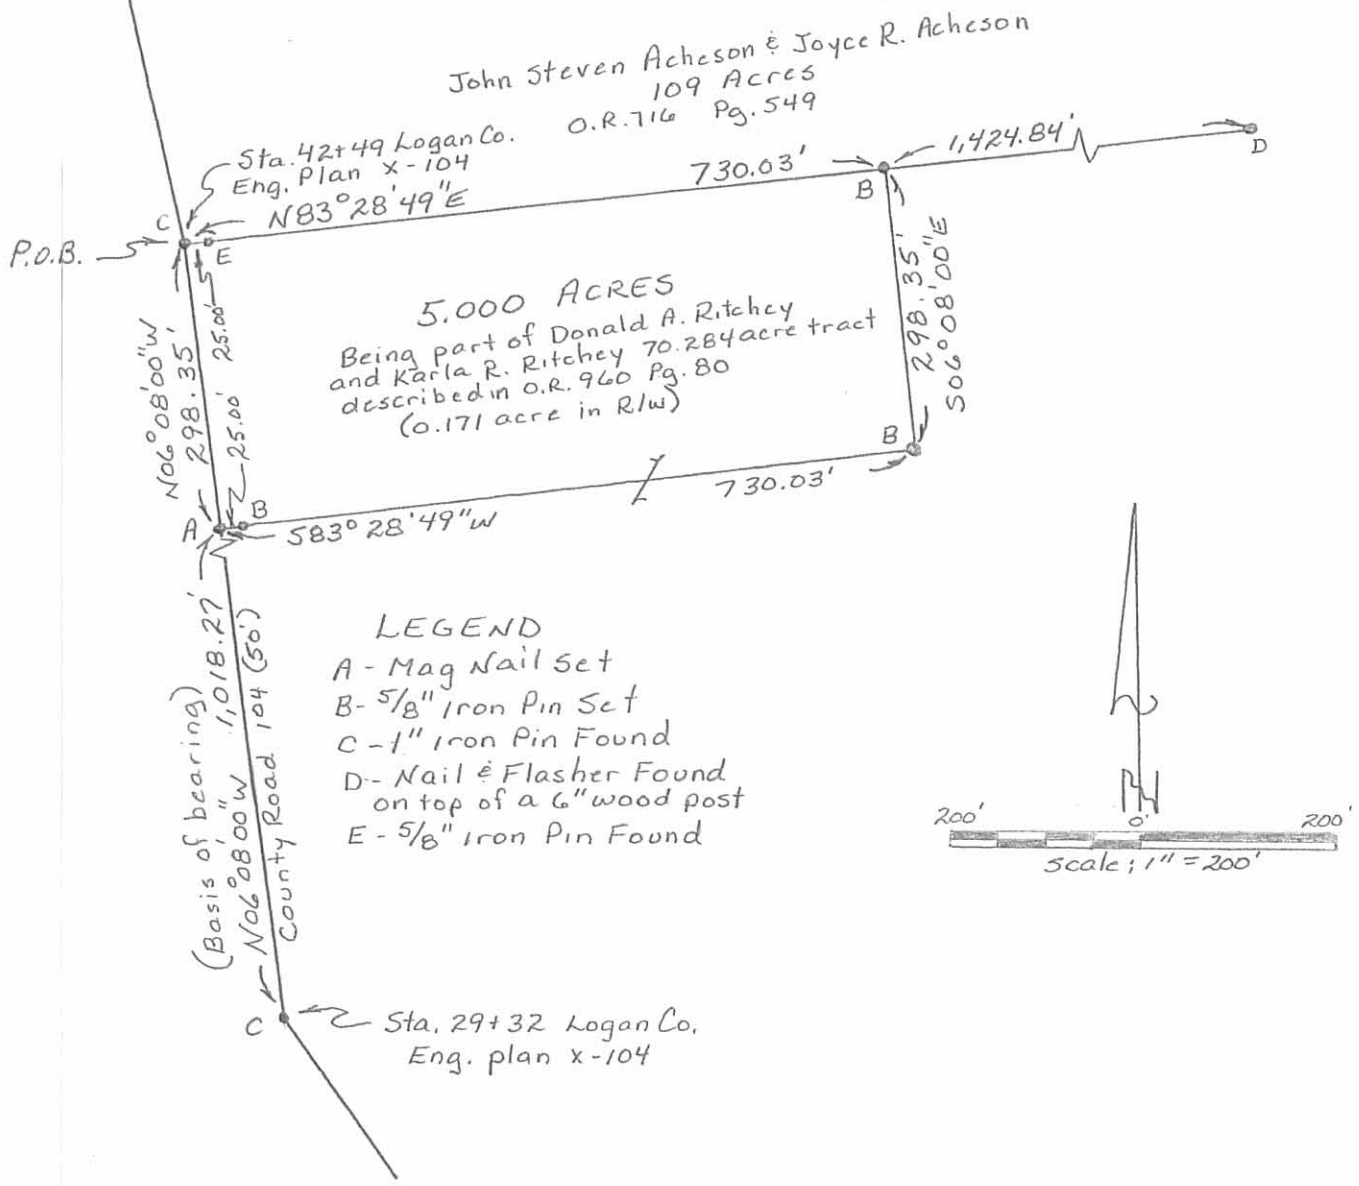 John Steven Acheson & Joyce R. Acheson
109 Acres
O.R.716 Pg.549
Sta.42+49 Logan Co.
Eng. Plan X-104
N83°28'49"E
730.03'
1,424.84'
D
B
C
E
P.O.B.
N06°08'00"W
298.35'
25.00'
25.00'
5.000 ACRES
Being part of Donald A. Ritchey
and Karla R. Ritchey 70.284 acre tract
described in O.R. 960 Pg. 80
(0.171 acre in R/W)
298.35'
S06°08'00"E
B
730.03'
A
B
S83°28'49"W
(Basis of bearing)
N06°08'00"W 1,018.27'
County Road 104 (50')
LEGEND
A - Mag Nail Set
B- 5/8" Iron Pin Set
C - 1" Iron Pin Found
D- Nail & Flasher Found
on top of a 6" wood post
E - 5/8" Iron Pin Found
200' 0' 200'
scale; 1" = 200'
C
Sta. 29+32 Logan Co.
Eng. plan X-104
N